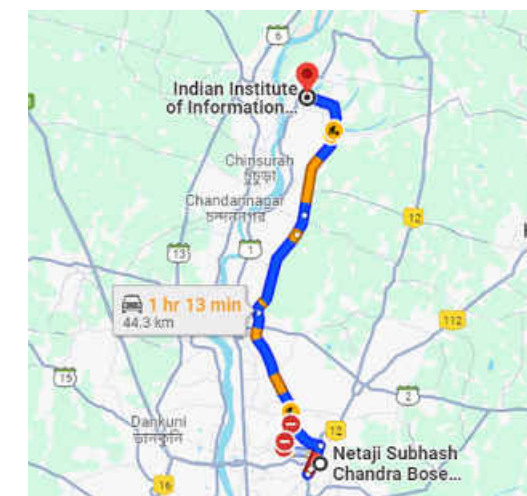 6
Indian Institute
of Information...
Chinsurah
চুঁচুড়া
Chandannagar
চন্দননগর
12
1
13
1 hr 13 min
44.3 km
112
15
2
Dankuni
ডানকুনি
12
Netaji Subhash
Chandra Bose...
16